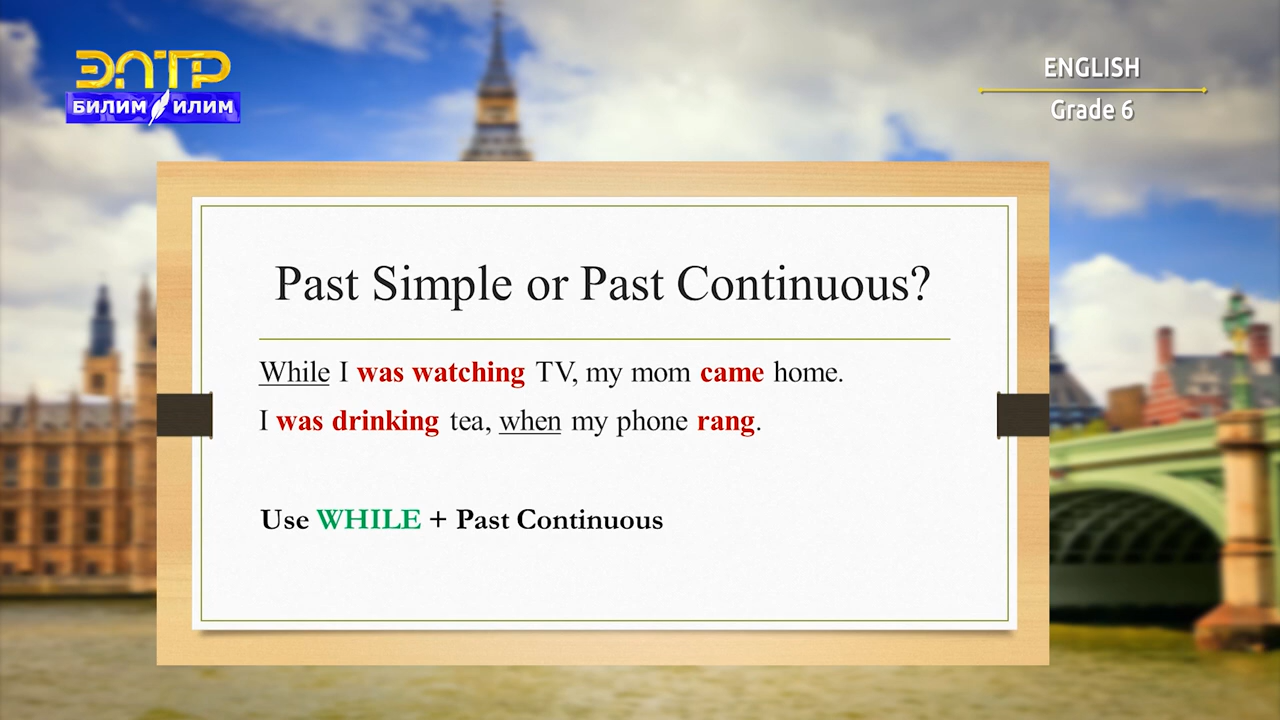 ЭЛТР
БИЛИМ ИЛИМ
ENGLISH
Grade 6
Past Simple or Past Continuous?
While I was watching TV, my mom came home.
I was drinking tea, when my phone rang.
Use WHILE + Past Continuous